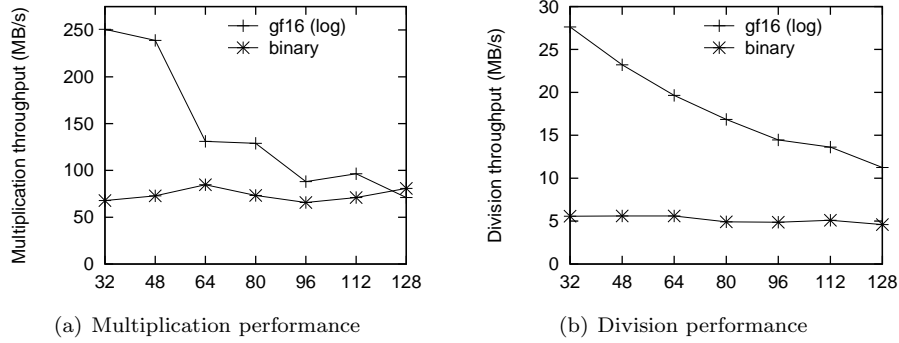 Multiplication throughput (MB/s)
250
200
150
100
50
0
gf16 (log)
binary
32 48 64 80 96 112 128
(a) Multiplication performance
Division throughput (MB/s)
30
25
20
15
10
5
0
gf16 (log)
binary
32 48 64 80 96 112 128
(b) Division performance